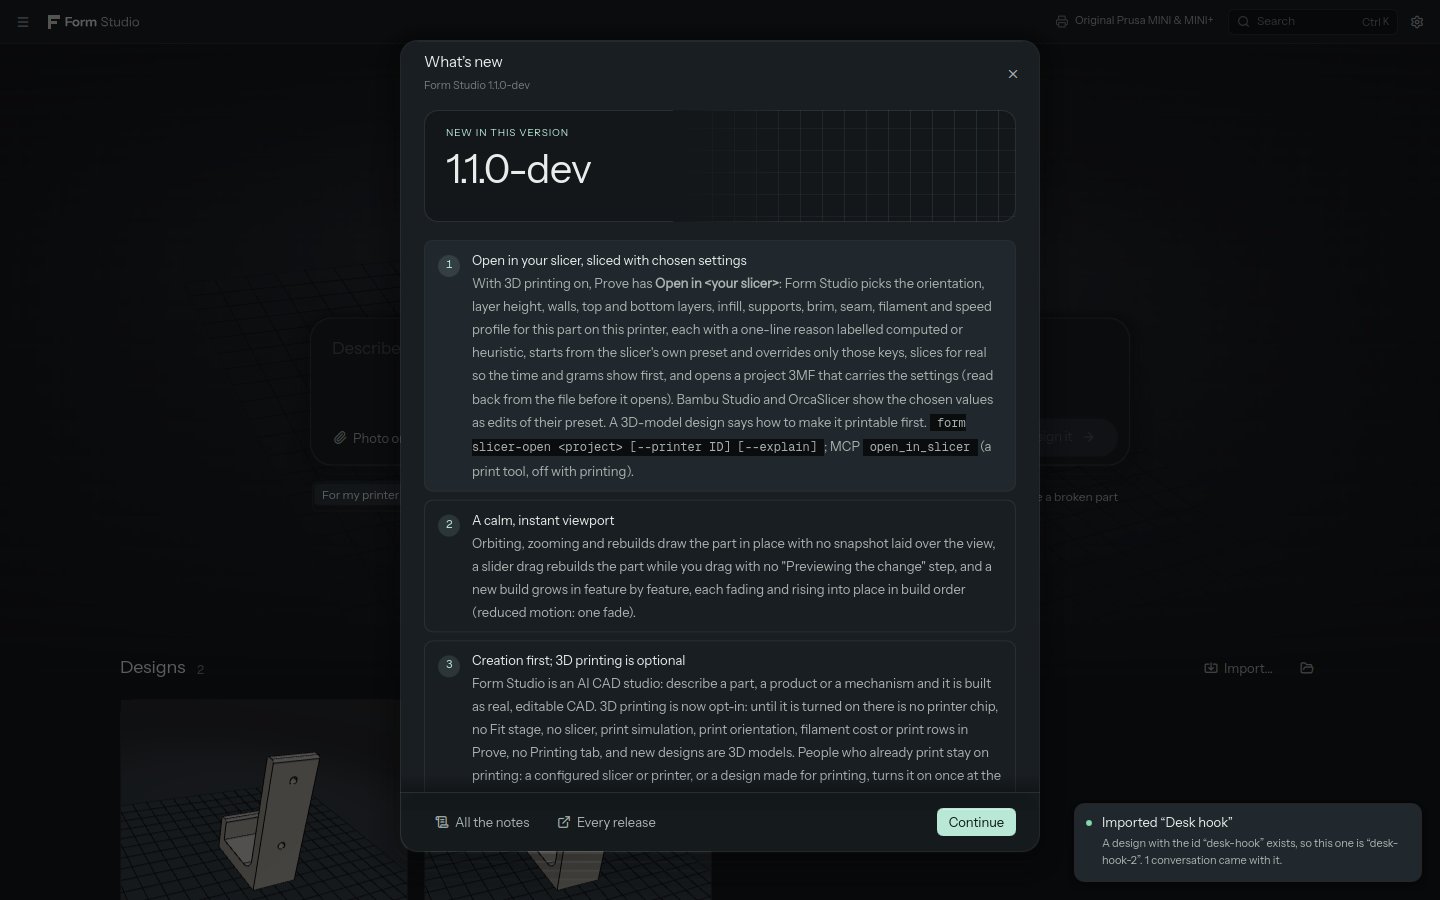 Form Studio
Original Prusa MINI & MINI+
Search
Ctrl K
What's new
Form Studio 1.1.0-dev
NEW IN THIS VERSION
1.1.0-dev
1
Open in your slicer, sliced with chosen settings
With 3D printing on, Prove has Open in <your slicer>: Form Studio picks the orientation,
layer height, walls, top and bottom layers, infill, supports, brim, seam, filament and speed
profile for this part on this printer, each with a one-line reason labelled computed or
heuristic, starts from the slicer's own preset and overrides only those keys, slices for real
so the time and grams show first, and opens a project 3MF that carries the settings (read
back from the file before it opens). Bambu Studio and OrcaSlicer show the chosen values
as edits of their preset. A 3D-model design says how to make it printable first. form
slicer-open <project> [--printer ID] [--explain] ; MCP open_in_slicer (a
print tool, off with printing).
2
A calm, instant viewport
Orbiting, zooming and rebuilds draw the part in place with no snapshot laid over the view,
a slider drag rebuilds the part while you drag with no "Previewing the change" step, and a
new build grows in feature by feature, each fading and rising into place in build order
(reduced motion: one fade).
3
Creation first; 3D printing is optional
Form Studio is an AI CAD studio: describe a part, a product or a mechanism and it is built
as real, editable CAD. 3D printing is now opt-in: until it is turned on there is no printer chip,
no Fit stage, no slicer, print simulation, print orientation, filament cost or print rows in
Prove, no Printing tab, and new designs are 3D models. People who already print stay on
printing: a configured slicer or printer, or a design made for printing, turns it on once at the
All the notes
Every release
Continue
Describe
Photo
For my printer
a broken part
Designs 2
Import...
Imported “Desk hook”
A design with the id “desk-hook” exists, so this one is “desk-
hook-2”. 1 conversation came with it.